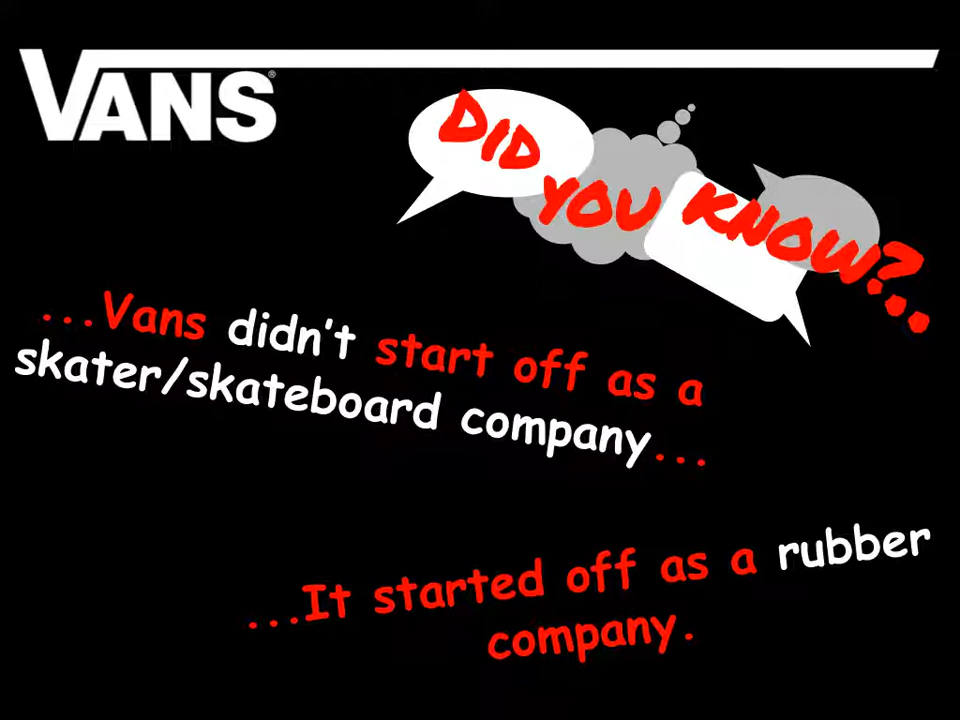 VANS®
DID YOU KNOW?..
...Vans didn't start off as a
skater/skateboard company...
...It started off as a rubber
company.